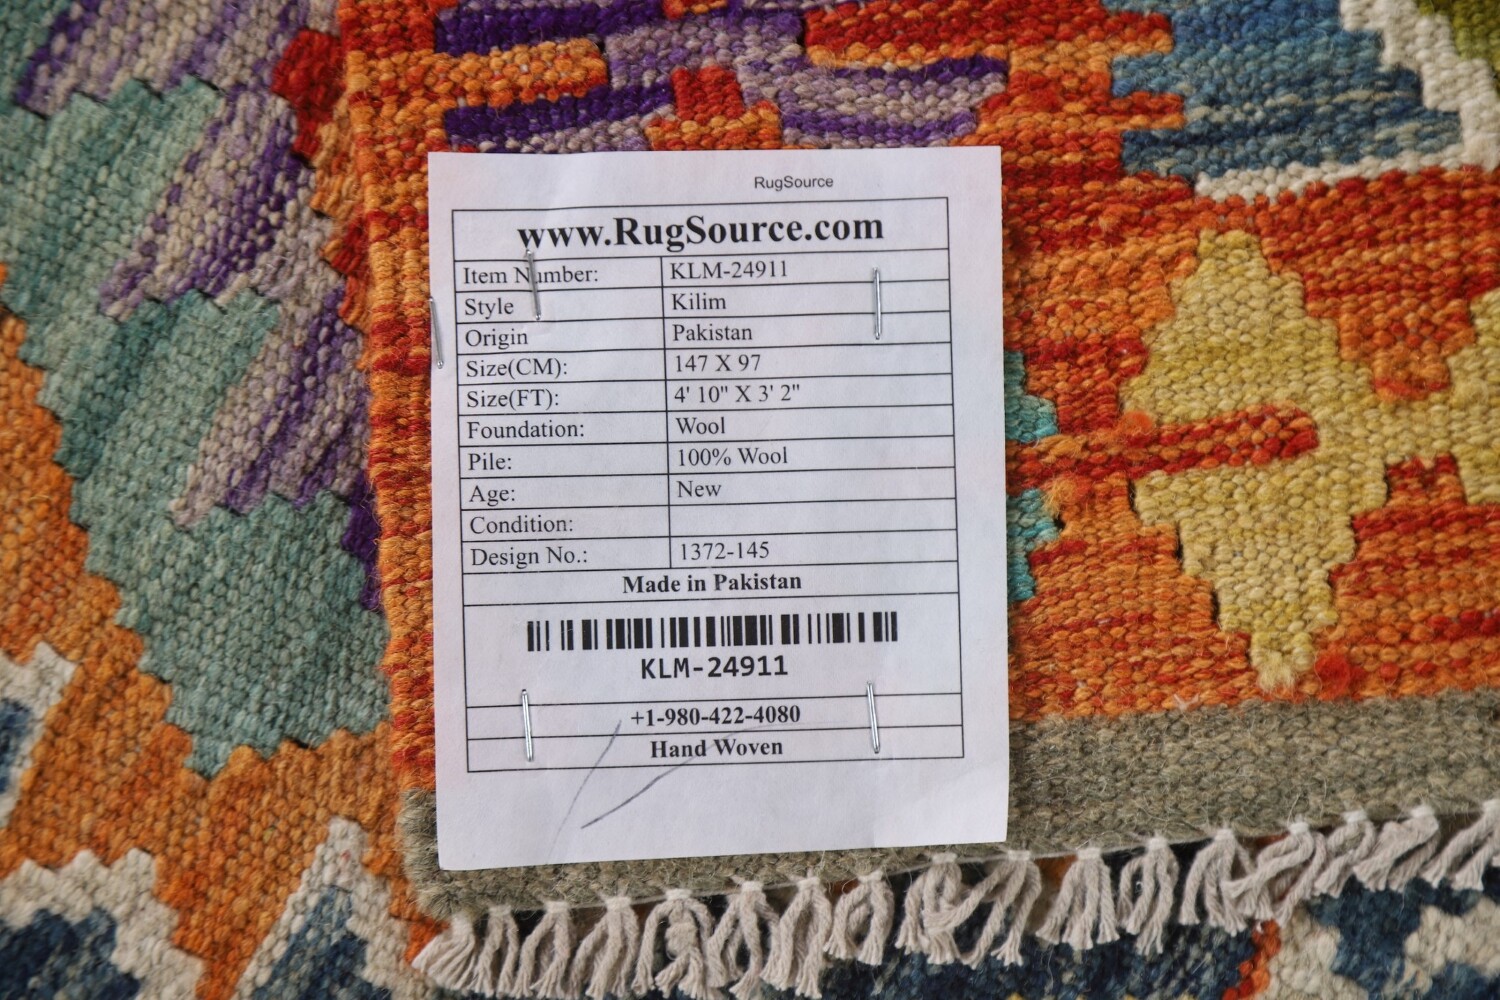 RugSource
www.RugSource.com
Item Number: KLM-24911
Style Kilim
Origin Pakistan
Size(CM): 147 X 97
Size(FT): 4' 10" X 3' 2"
Foundation: Wool
Pile: 100% Wool
Age: New
Condition:
Design No.: 1372-145
Made in Pakistan
KLM-24911
+1-980-422-4080
Hand Woven